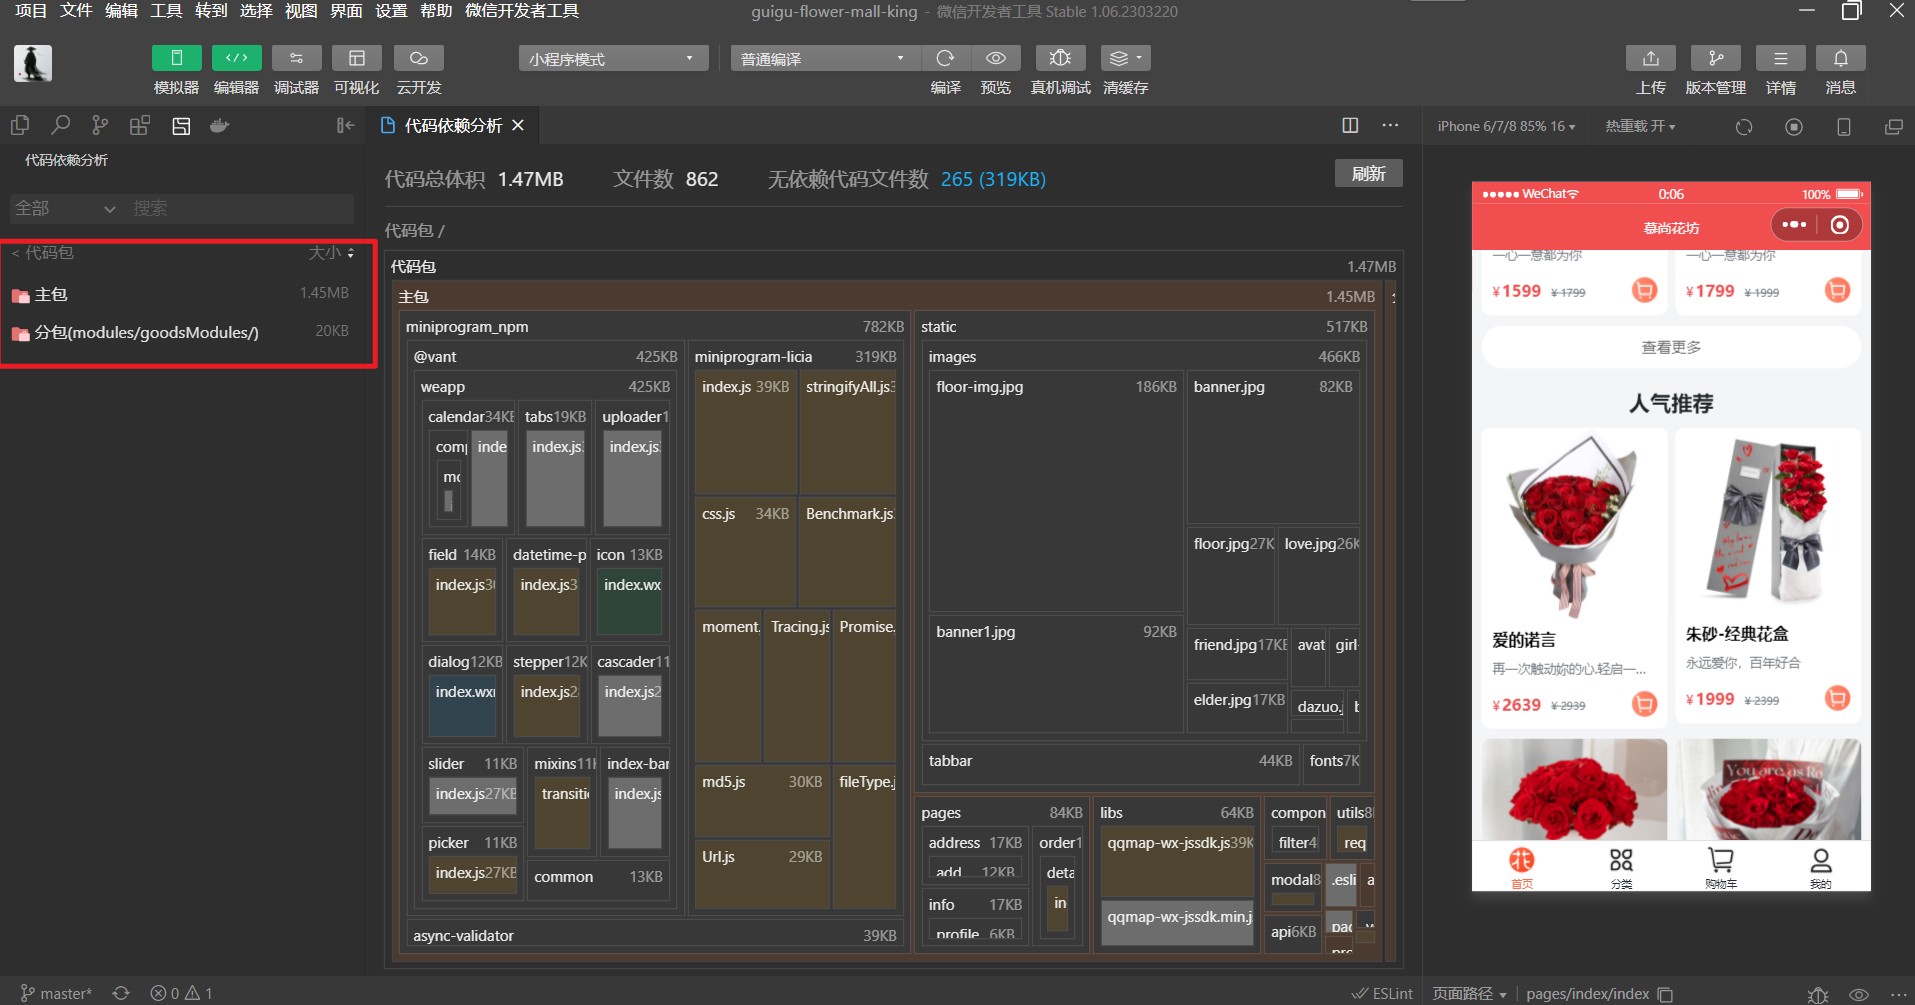 项目 文件 编辑 工具 转到 选择 视图 界面 设置 帮助 微信开发者工具
guigu-flower-mall-king - 微信开发者工具 Stable 1.06.2303220
小程序模式
普通编译
模拟器 编辑器 调试器 可视化 云开发
编译 预览 真机调试 清缓存
上传 版本管理 详情 消息
代码依赖分析
全部 搜索
< 代码包 大小
主包 1.45MB
分包(modules/goodsModules/) 20KB
代码依赖分析
代码总体积 1.47MB 文件数 862 无依赖代码文件数 265 (319KB)
刷新
代码包 /
代码包 1.47MB
主包 1.45MB
miniprogram_npm 782KB
@vant 425KB
weapp 425KB
calendar34KB tabs19KB uploader1
comp inde index.js index.js
mo
field 14KB datetime-p icon 13KB
index.js30 index.js3 index.wx
dialog12KB stepper12K cascader11
index.wx index.js2 index.js2
slider 11KB mixins11 index-bar
index.js27KB transiti index.js
picker 11KB
index.js27KB common 13KB
async-validator 39KB
miniprogram-licia 319KB
index.js 39KB stringifyAll.js3
css.js 34KB Benchmark.js
moment. Tracing.js Promise.
md5.js 30KB fileType.j
Url.js 29KB
static 517KB
images 466KB
floor-img.jpg 186KB banner.jpg 82KB
floor.jpg27K love.jpg26K
banner1.jpg 92KB
friend.jpg17KB avat girl-
elder.jpg17KB dazuo.j b
tabbar 44KB fonts7K
pages 84KB
address 17KB order1
add 12KB deta
info 17KB in
profile 6KB
libs 64KB
qqmap-wx-jssdk.js39K
qqmap-wx-jssdk.min.j
compon utils8
filter4 req
modal8 .esli a
api6KB pac
iPhone 6/7/8 85% 16 热重载 开
WeChat 0:06 100%
慕尚花坊
一心一意都为你 一心一意都为你
¥1599 ¥1799 ¥1799 ¥1999
查看更多
人气推荐
爱的诺言 朱砂-经典花盒
再一次触动妳的心.轻启一... 永远爱你，百年好合
¥2639 ¥2939 ¥1999 ¥2399
You are as Ro
花
首页 分类 购物车 我的
master* 0 1
ESLint
页面路径 pages/index/index